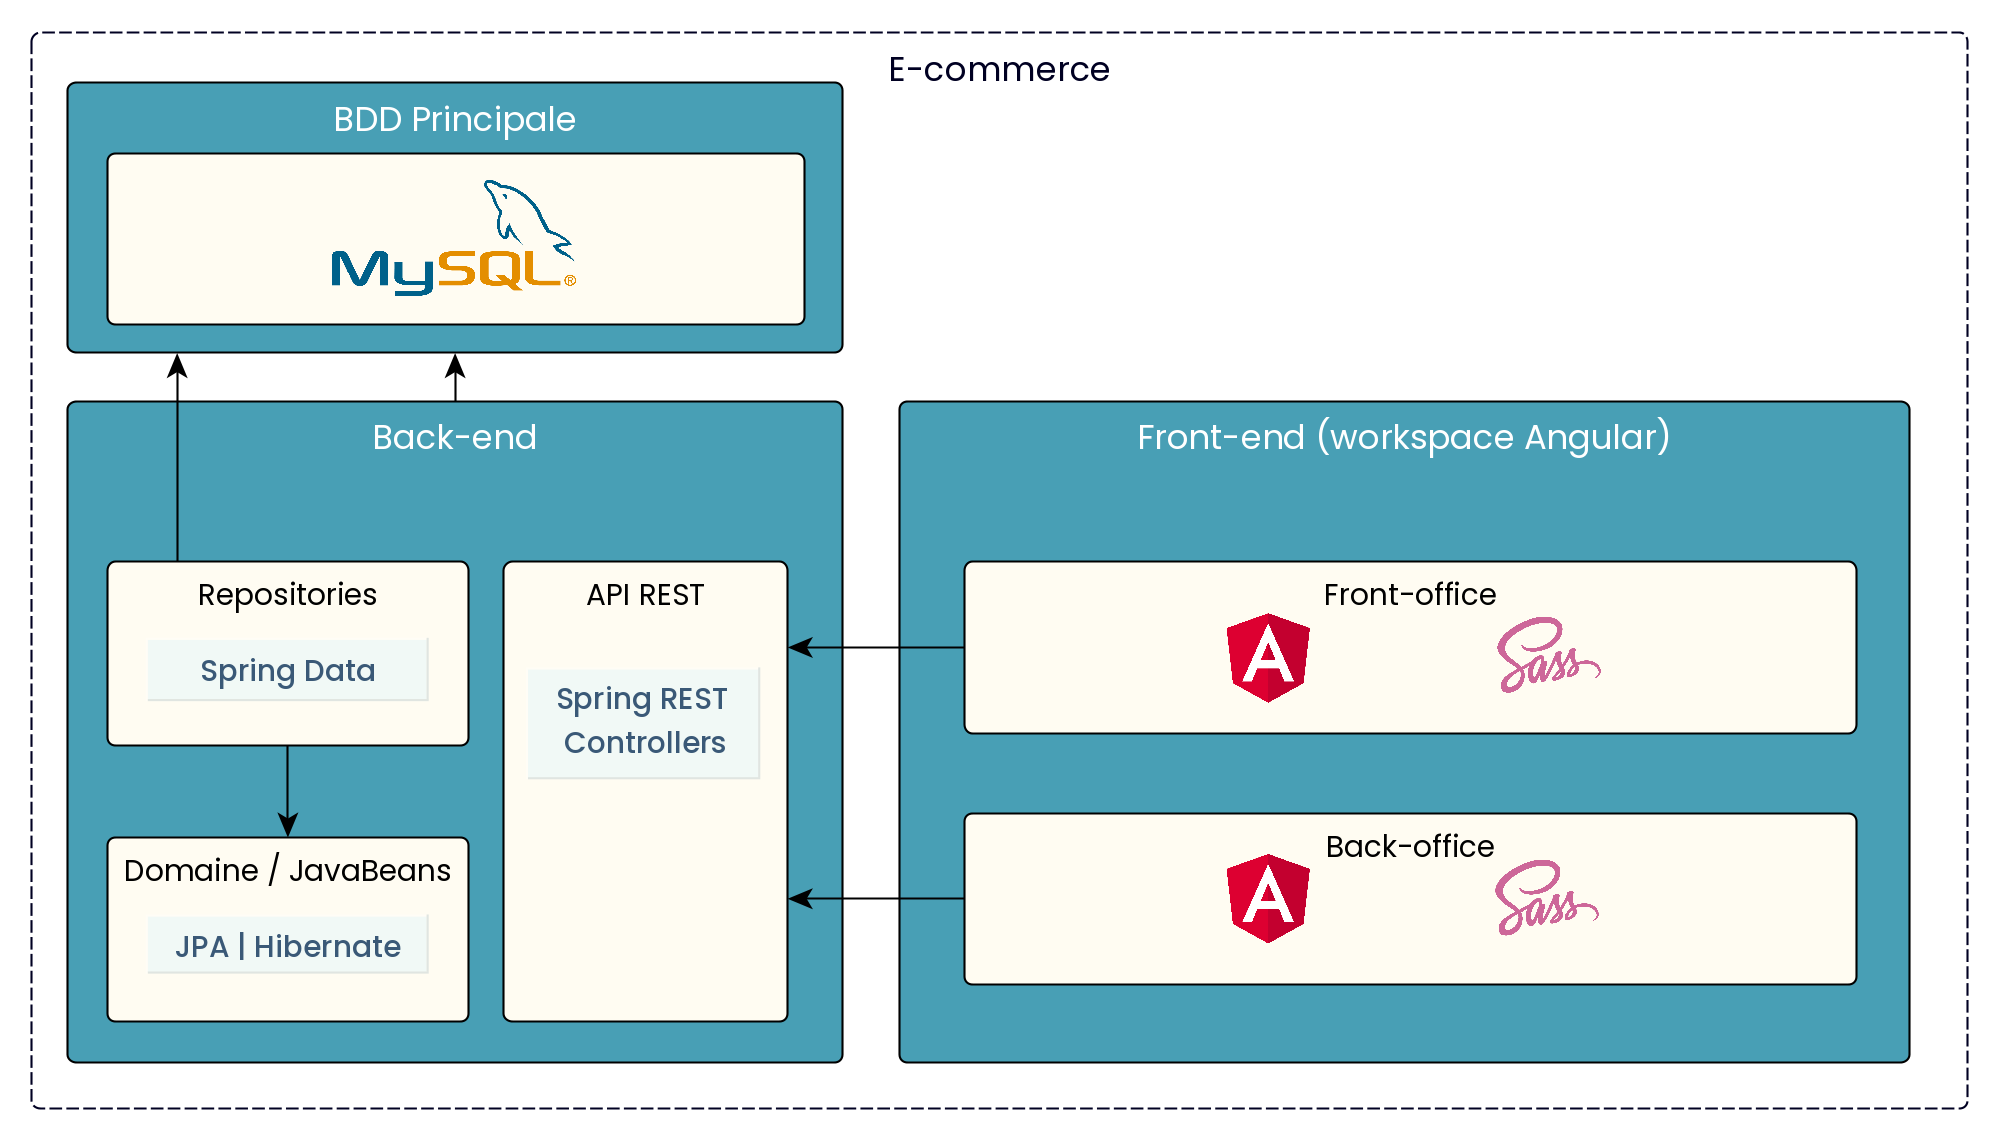 E-commerce
BDD Principale
MySQL®
Back-end
Repositories
Spring Data
Domaine / JavaBeans
JPA | Hibernate
API REST
Spring REST
Controllers
Front-end (workspace Angular)
Front-office
A
Sass
Back-office
A
Sass